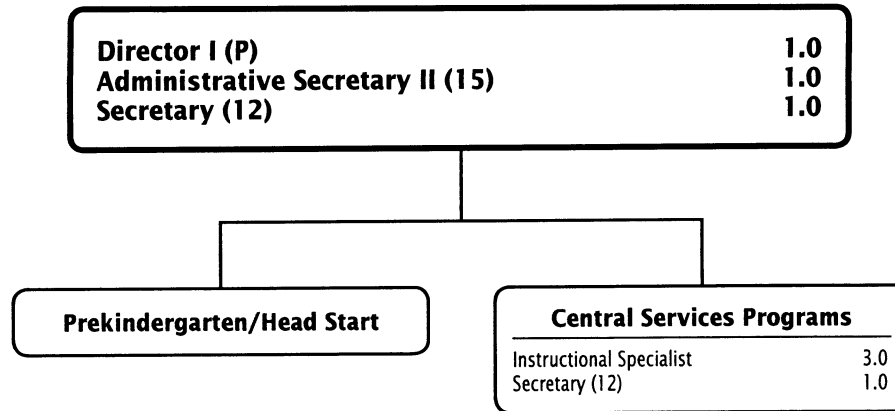 Director I (P) 1.0
Administrative Secretary II (15) 1.0
Secretary (12) 1.0
Prekindergarten/Head Start
Central Services Programs
Instructional Specialist 3.0
Secretary (12) 1.0